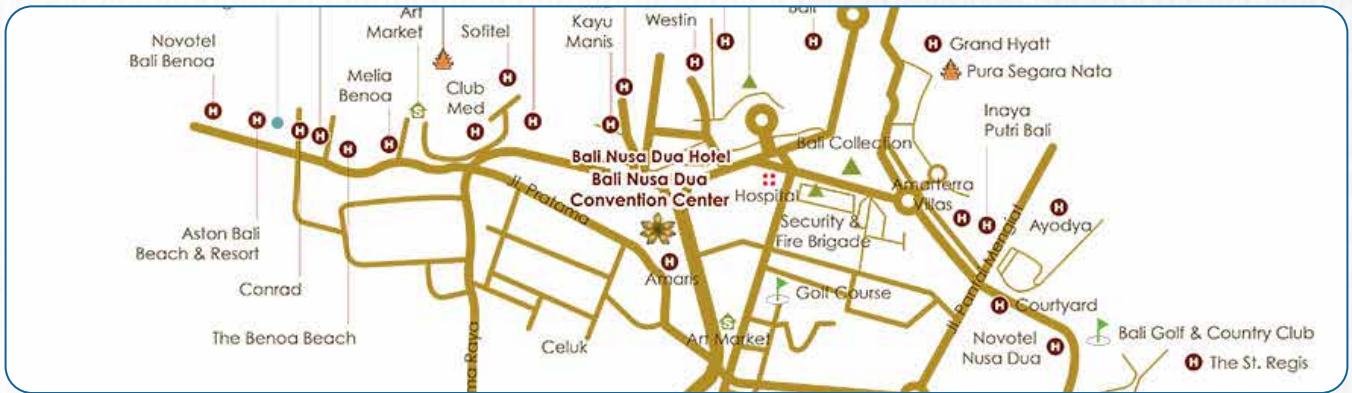 Art
Market
Sofitel
Kayu
Manis
Westin
Bali
Novotel
Bali Benoa
Melia
Benoa
Club
Med
Grand Hyatt
Pura Segara Nata
Inaya
Putri Bali
Bali Nusa Dua Hotel
Bali Nusa Dua
Convention Center
Jl. Pratama
Hospital
Bali Collection
Amarterra
Villas
Security &
Fire Brigade
Ayodya
Jl. Pantai Mengiat
Aston Bali
Beach & Resort
Conrad
The Benoa Beach
Amaris
Golf Course
Courtyard
Art Market
Celuk
Novotel
Nusa Dua
Bali Golf & Country Club
The St. Regis
Raya